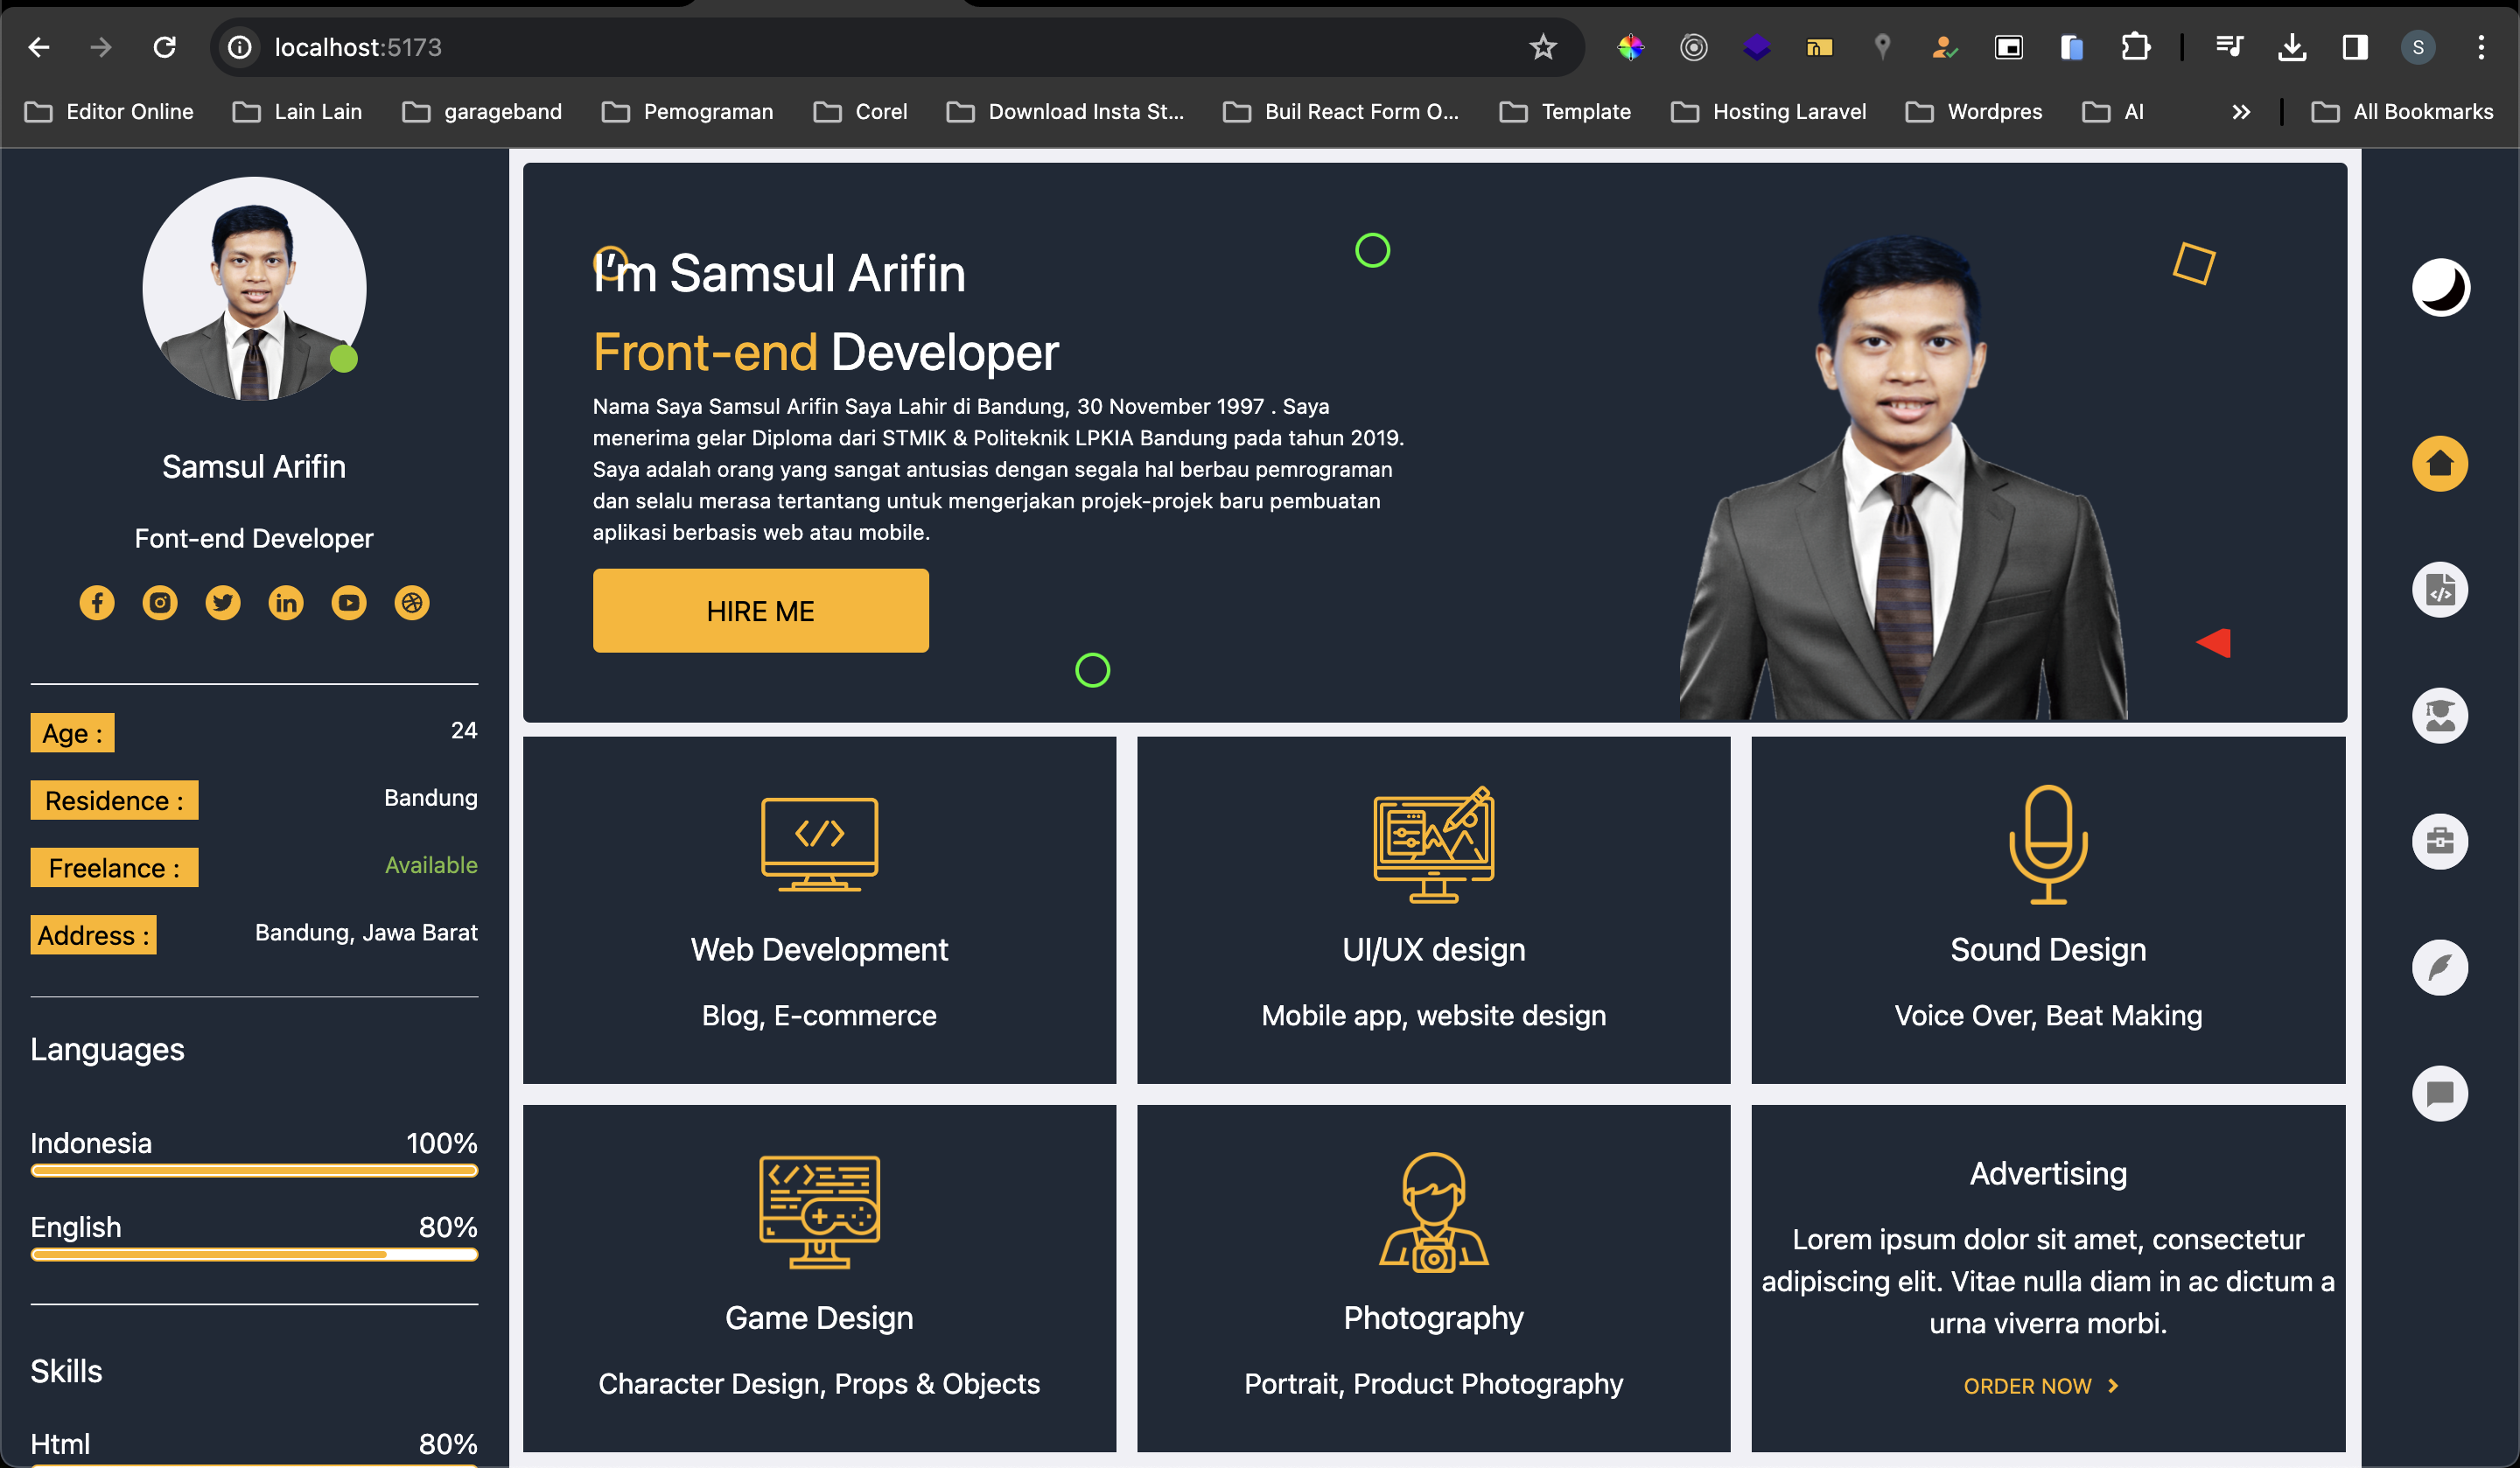 localhost:5173
S
Editor Online
Lain Lain
garageband
Pemograman
Corel
Download Insta St...
Buil React Form O...
Template
Hosting Laravel
Wordpres
AI
All Bookmarks
Samsul Arifin
Font-end Developer
Age :
24
Residence :
Bandung
Freelance :
Available
Address :
Bandung, Jawa Barat
Languages
Indonesia
100%
English
80%
Skills
Html
80%
I'm Samsul Arifin
Front-end Developer
Nama Saya Samsul Arifin Saya Lahir di Bandung, 30 November 1997 . Saya
menerima gelar Diploma dari STMIK & Politeknik LPKIA Bandung pada tahun 2019.
Saya adalah orang yang sangat antusias dengan segala hal berbau pemrograman
dan selalu merasa tertantang untuk mengerjakan projek-projek baru pembuatan
aplikasi berbasis web atau mobile.
HIRE ME
Web Development
Blog, E-commerce
UI/UX design
Mobile app, website design
Sound Design
Voice Over, Beat Making
Game Design
Character Design, Props & Objects
Photography
Portrait, Product Photography
Advertising
Lorem ipsum dolor sit amet, consectetur
adipiscing elit. Vitae nulla diam in ac dictum a
urna viverra morbi.
ORDER NOW